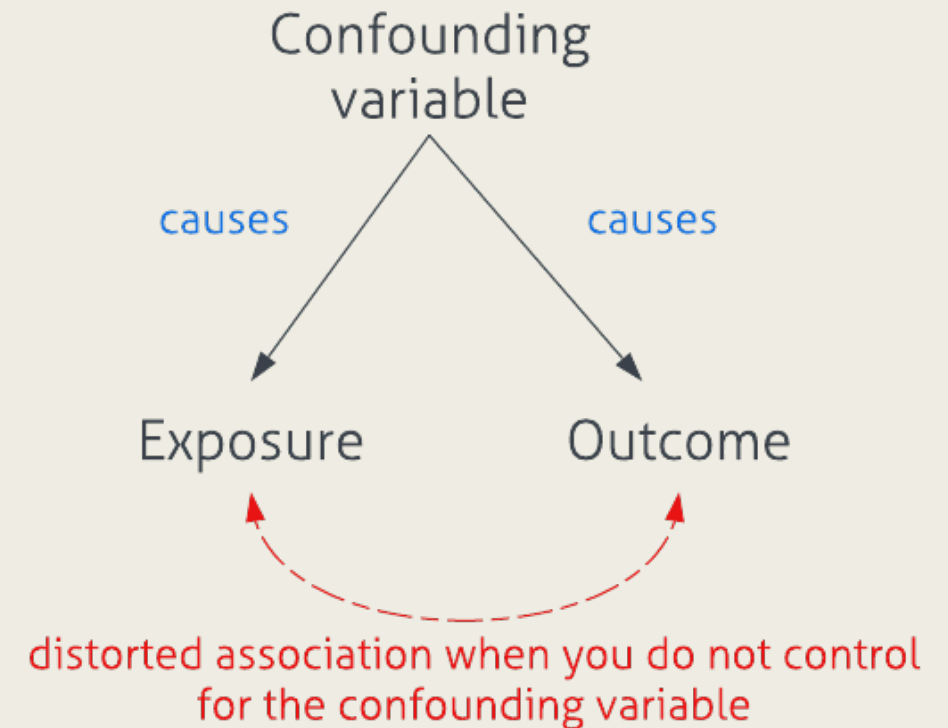 Confounding
variable
causes
causes
Exposure
Outcome
distorted association when you do not control
for the confounding variable